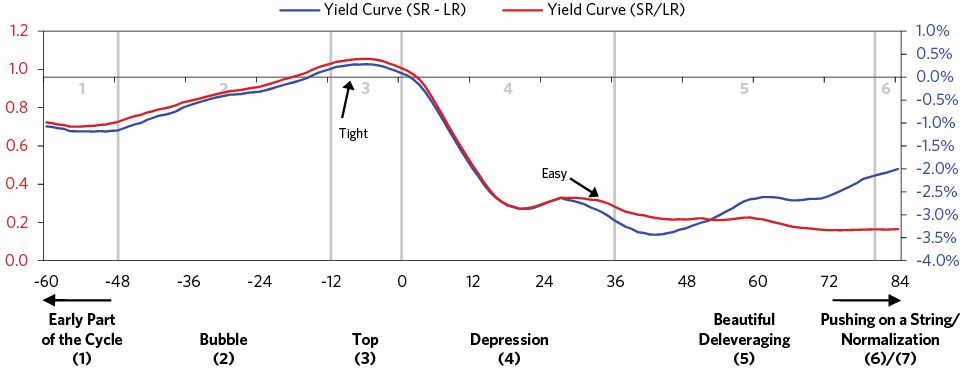 Yield Curve (SR - LR) Yield Curve (SR/LR)
1.2 1.0%
0.5%
1.0 0.0%
1 2 3 4 5 6
0.8 -0.5%
Tight -1.0%
0.6 -1.5%
-2.0%
0.4 Easy -2.5%
0.2 -3.0%
-3.5%
0.0 -4.0%
-60 -48 -36 -24 -12 0 12 24 36 48 60 72 84
Early Part
of the Cycle
(1)
Bubble
(2)
Top
(3)
Depression
(4)
Beautiful
Deleveraging
(5)
Pushing on a String/
Normalization
(6)/(7)